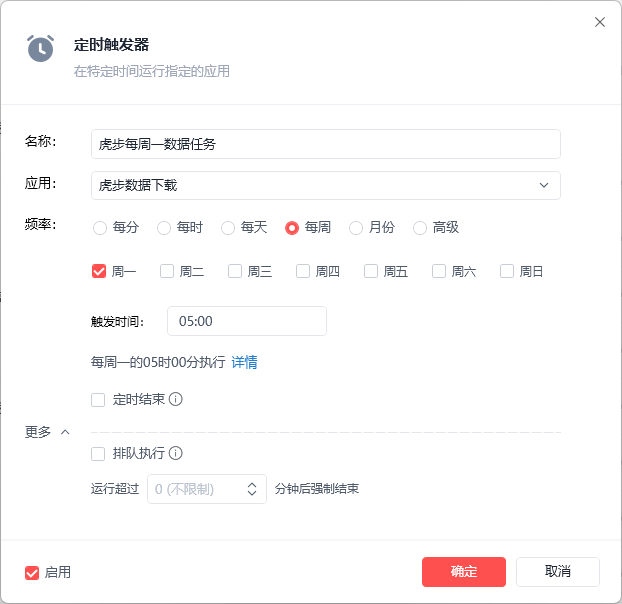 定时触发器
在特定时间运行指定的应用
名称:
虎步每周一数据任务
应用:
虎步数据下载
频率:
每分 每时 每天 每周 月份 高级
周一 周二 周三 周四 周五 周六 周日
触发时间: 05:00
每周一的05时00分执行 详情
定时结束
更多
排队执行
运行超过 0 (不限制) 分钟后强制结束
启用 确定 取消